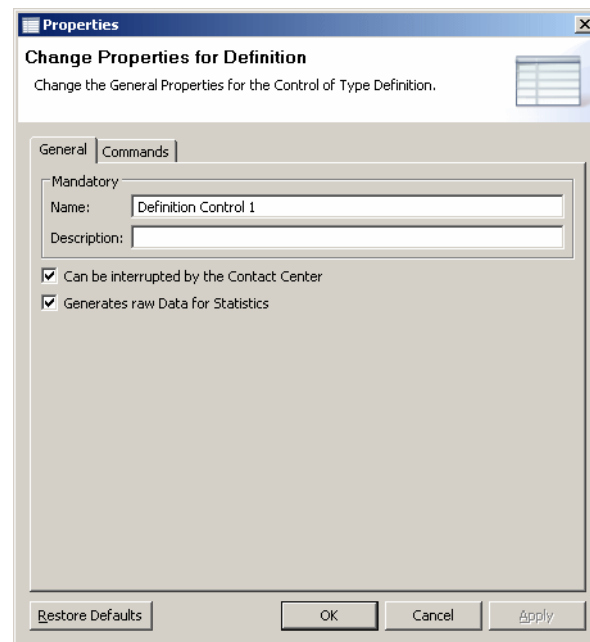 Properties
Change Properties for Definition
Change the General Properties for the Control of Type Definition.
General
Commands
Mandatory
Name: Definition Control 1
Description:
Can be interrupted by the Contact Center
Generates raw Data for Statistics
Restore Defaults
OK
Cancel
Apply